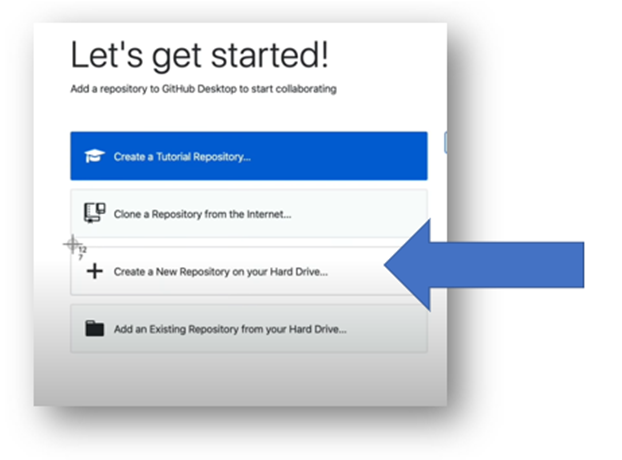 Let's get started!
Add a repository to GitHub Desktop to start collaborating
Create a Tutorial Repository...
Clone a Repository from the Internet...
12
7
Create a New Repository on your Hard Drive...
Add an Existing Repository from your Hard Drive...